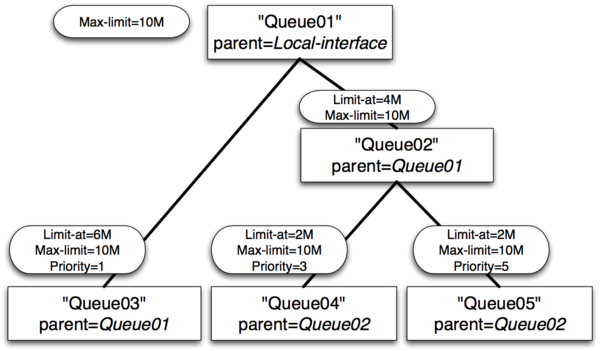 Max-limit=10M
"Queue01"
parent=Local-interface
Limit-at=4M
Max-limit=10M
"Queue02"
parent=Queue01
Limit-at=6M
Max-limit=10M
Priority=1
"Queue03"
parent=Queue01
Limit-at=2M
Max-limit=10M
Priority=3
"Queue04"
parent=Queue02
Limit-at=2M
Max-limit=10M
Priority=5
"Queue05"
parent=Queue02